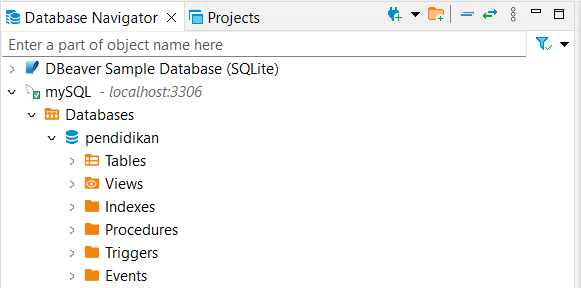 Database Navigator Projects
Enter a part of object name here
DBeaver Sample Database (SQLite)
mySQL - localhost:3306
Databases
pendidikan
Tables
Views
Indexes
Procedures
Triggers
Events